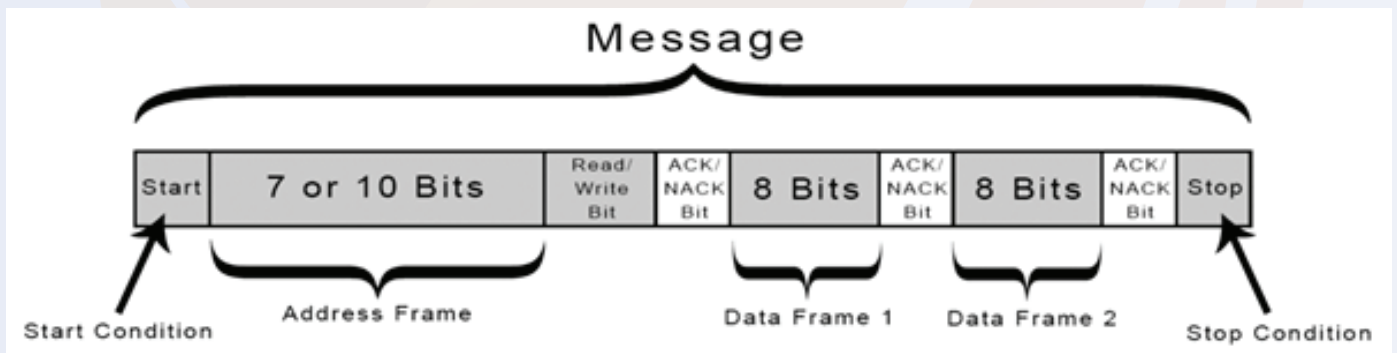 Message
Start
7 or 10 Bits
Read/
Write
Bit
ACK/
NACK
Bit
8 Bits
ACK/
NACK
Bit
8 Bits
ACK/
NACK
Bit
Stop
Start Condition
Address Frame
Data Frame 1
Data Frame 2
Stop Condition